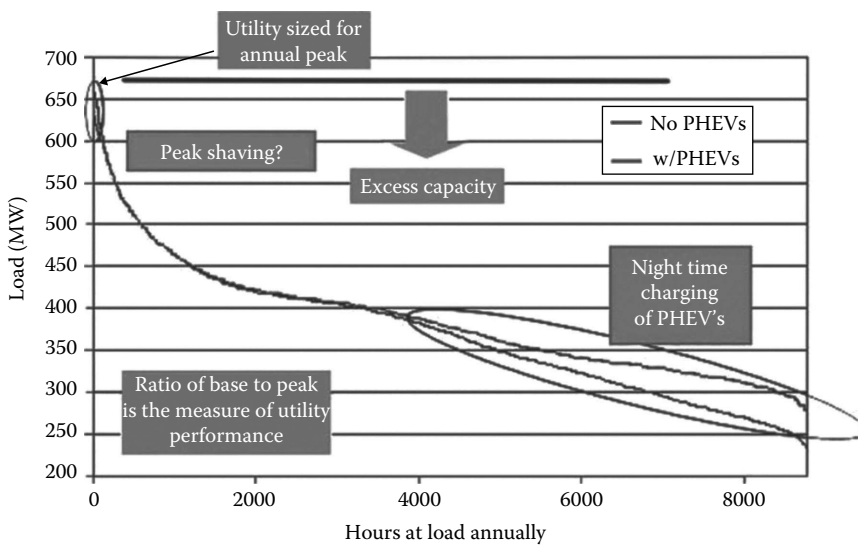 Utility sized for
annual peak
700
650
600
550
500
450
400
350
300
250
200
Load (MW)
No PHEVs
w/PHEVs
Peak shaving?
Excess capacity
Night time
charging
of PHEV's
Ratio of base to peak
is the measure of utility
performance
0
2000
4000
6000
8000
Hours at load annually